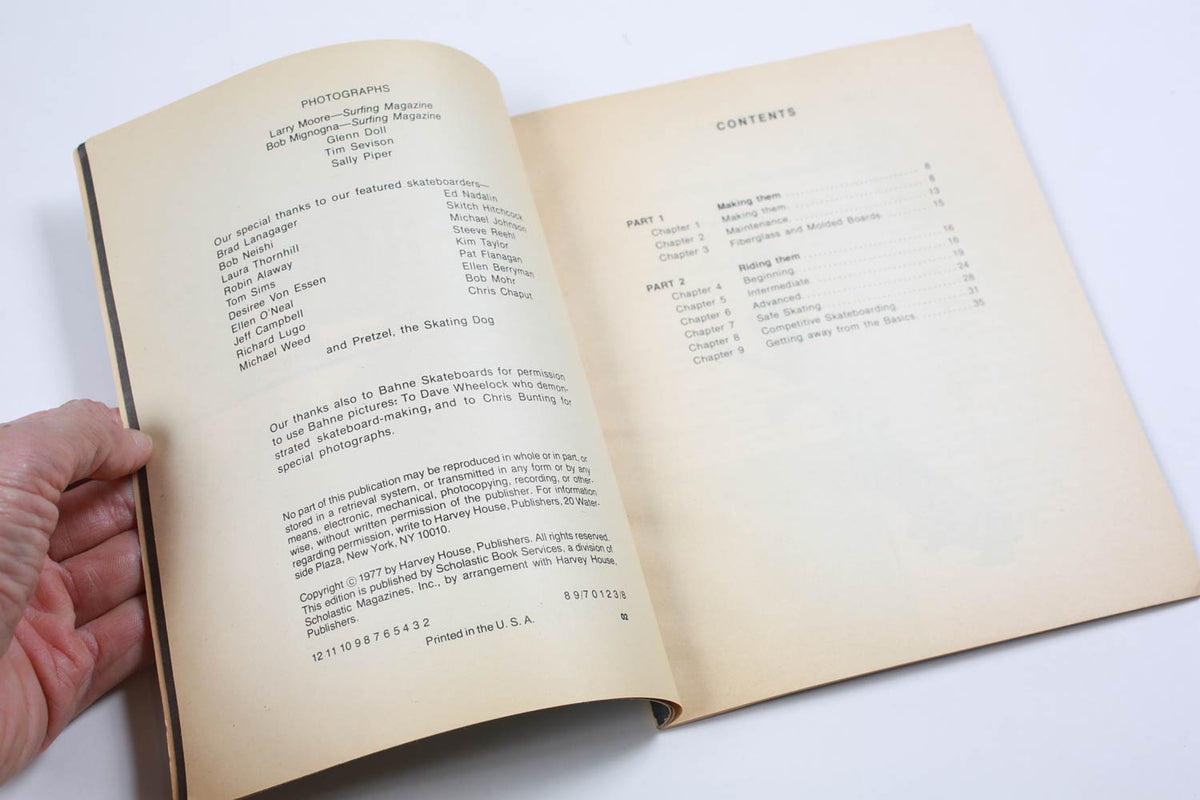 PHOTOGRAPHS
Larry Moore—Surfing Magazine
Bob Mignogna—Surfing Magazine
Glenn Doll
Tim Sevison
Sally Piper
Our special thanks to our featured skateboarders—
Brad Lanagager
Bob Neishi
Laura Thornhill
Robin Alaway
Tom Sims
Desiree Von Essen
Ellen O'Neal
Jeff Campbell
Richard Lugo
Michael Weed
Ed Nadalin
Skitch Hitchcock
Michael Johnson
Steeve Reehl
Kim Taylor
Pat Flanagan
Ellen Berryman
Bob Mohr
Chris Chaput
and Pretzel, the Skating Dog
Our thanks also to Bahne Skateboards for permission
to use Bahne pictures: To Dave Wheelock who demon-
strated skateboard-making, and to Chris Bunting for
special photographs.
No part of this publication may be reproduced in whole or in part, or
stored in a retrieval system, or transmitted in any form or by any
means, electronic, mechanical, photocopying, recording, or other-
wise, without written permission of the publisher. For information
regarding permission, write to Harvey House, Publishers, 20 Water-
side Plaza, New York, NY 10010.
Copyright © 1977 by Harvey House, Publishers. All rights reserved.
This edition is published by Scholastic Book Services, a division of
Scholastic Magazines, Inc., by arrangement with Harvey House,
Publishers.
12 11 10 9 8 7 6 5 4 3 2 8 9/7 0 1 2 3/8
Printed in the U. S. A. 02
CONTENTS
PART 1 Making them 8
Chapter 1 Making them 8
Chapter 2 Maintenance 13
Chapter 3 Fiberglass and Molded Boards 15
PART 2 Riding them 16
Chapter 4 Beginning 16
Chapter 5 Intermediate 19
Chapter 6 Advanced 24
Chapter 7 Safe Skating 28
Chapter 8 Competitive Skateboarding 31
Chapter 9 Getting away from the Basics 35